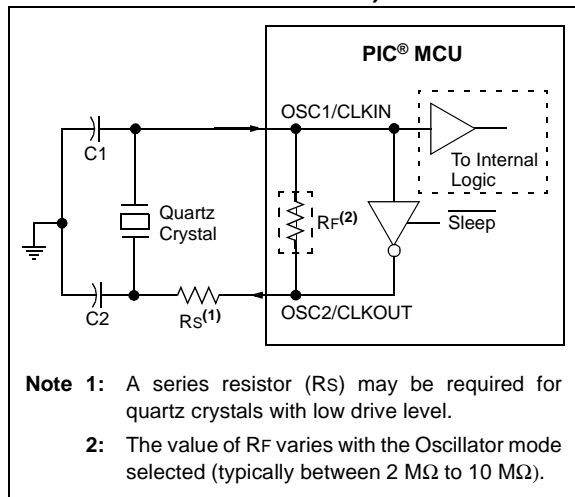 PIC® MCU
OSC1/CLKIN
C1
To Internal
Logic
Quartz
Crystal
RF(2)
Sleep
C2
RS(1)
OSC2/CLKOUT
Note 1: A series resistor (RS) may be required for
quartz crystals with low drive level.
2: The value of RF varies with the Oscillator mode
selected (typically between 2 MΩ to 10 MΩ).